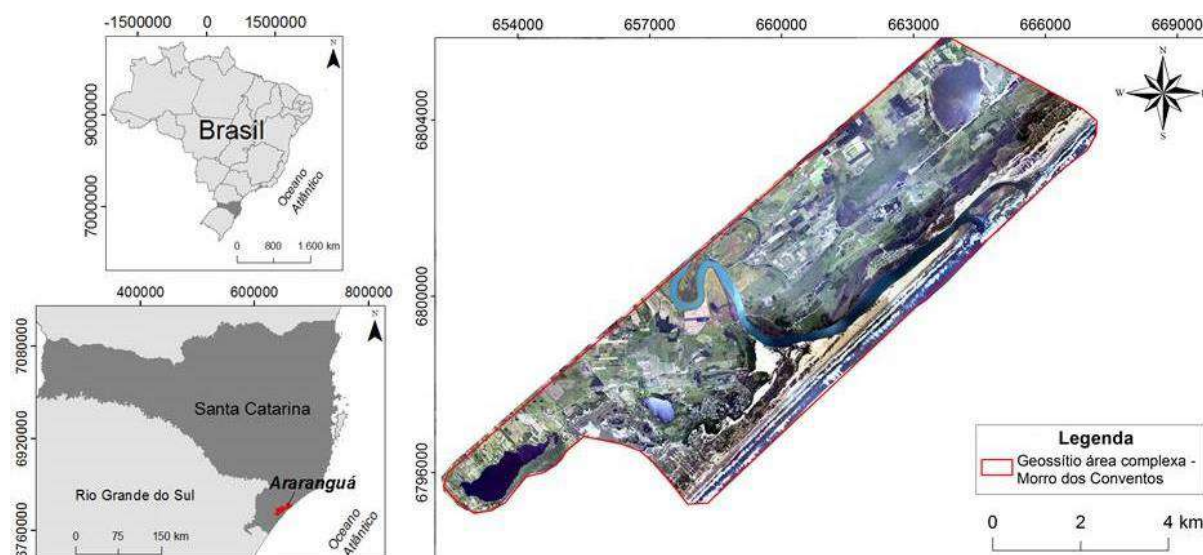 -1500000 0 1500000
N
9000000
7000000
Brasil
Oceano
Atlântico
0 800 1.600 km
400000 600000 800000
N
7080000
6920000
6760000
Santa Catarina
Araranguá
Rio Grande do Sul
Oceano
Atlântico
0 75 150 km
654000 657000 660000 663000 666000 669000
6804000
6800000
6796000
N
W E
S
Legenda
Geossítio área complexa -
Morro dos Conventos
0 2 4 km